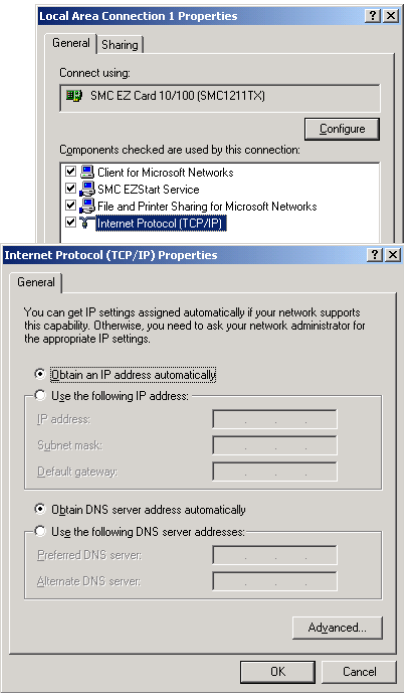 Local Area Connection 1 Properties
General Sharing
Connect using:
SMC EZ Card 10/100 (SMC1211TX)
Configure
Components checked are used by this connection:
Client for Microsoft Networks
SMC EZStart Service
File and Printer Sharing for Microsoft Networks
Internet Protocol (TCP/IP)
Internet Protocol (TCP/IP) Properties
General
You can get IP settings assigned automatically if your network supports
this capability. Otherwise, you need to ask your network administrator for
the appropriate IP settings.
Obtain an IP address automatically
Use the following IP address:
IP address:
Subnet mask:
Default gateway:
Obtain DNS server address automatically
Use the following DNS server addresses:
Preferred DNS server:
Alternate DNS server:
Advanced...
OK Cancel